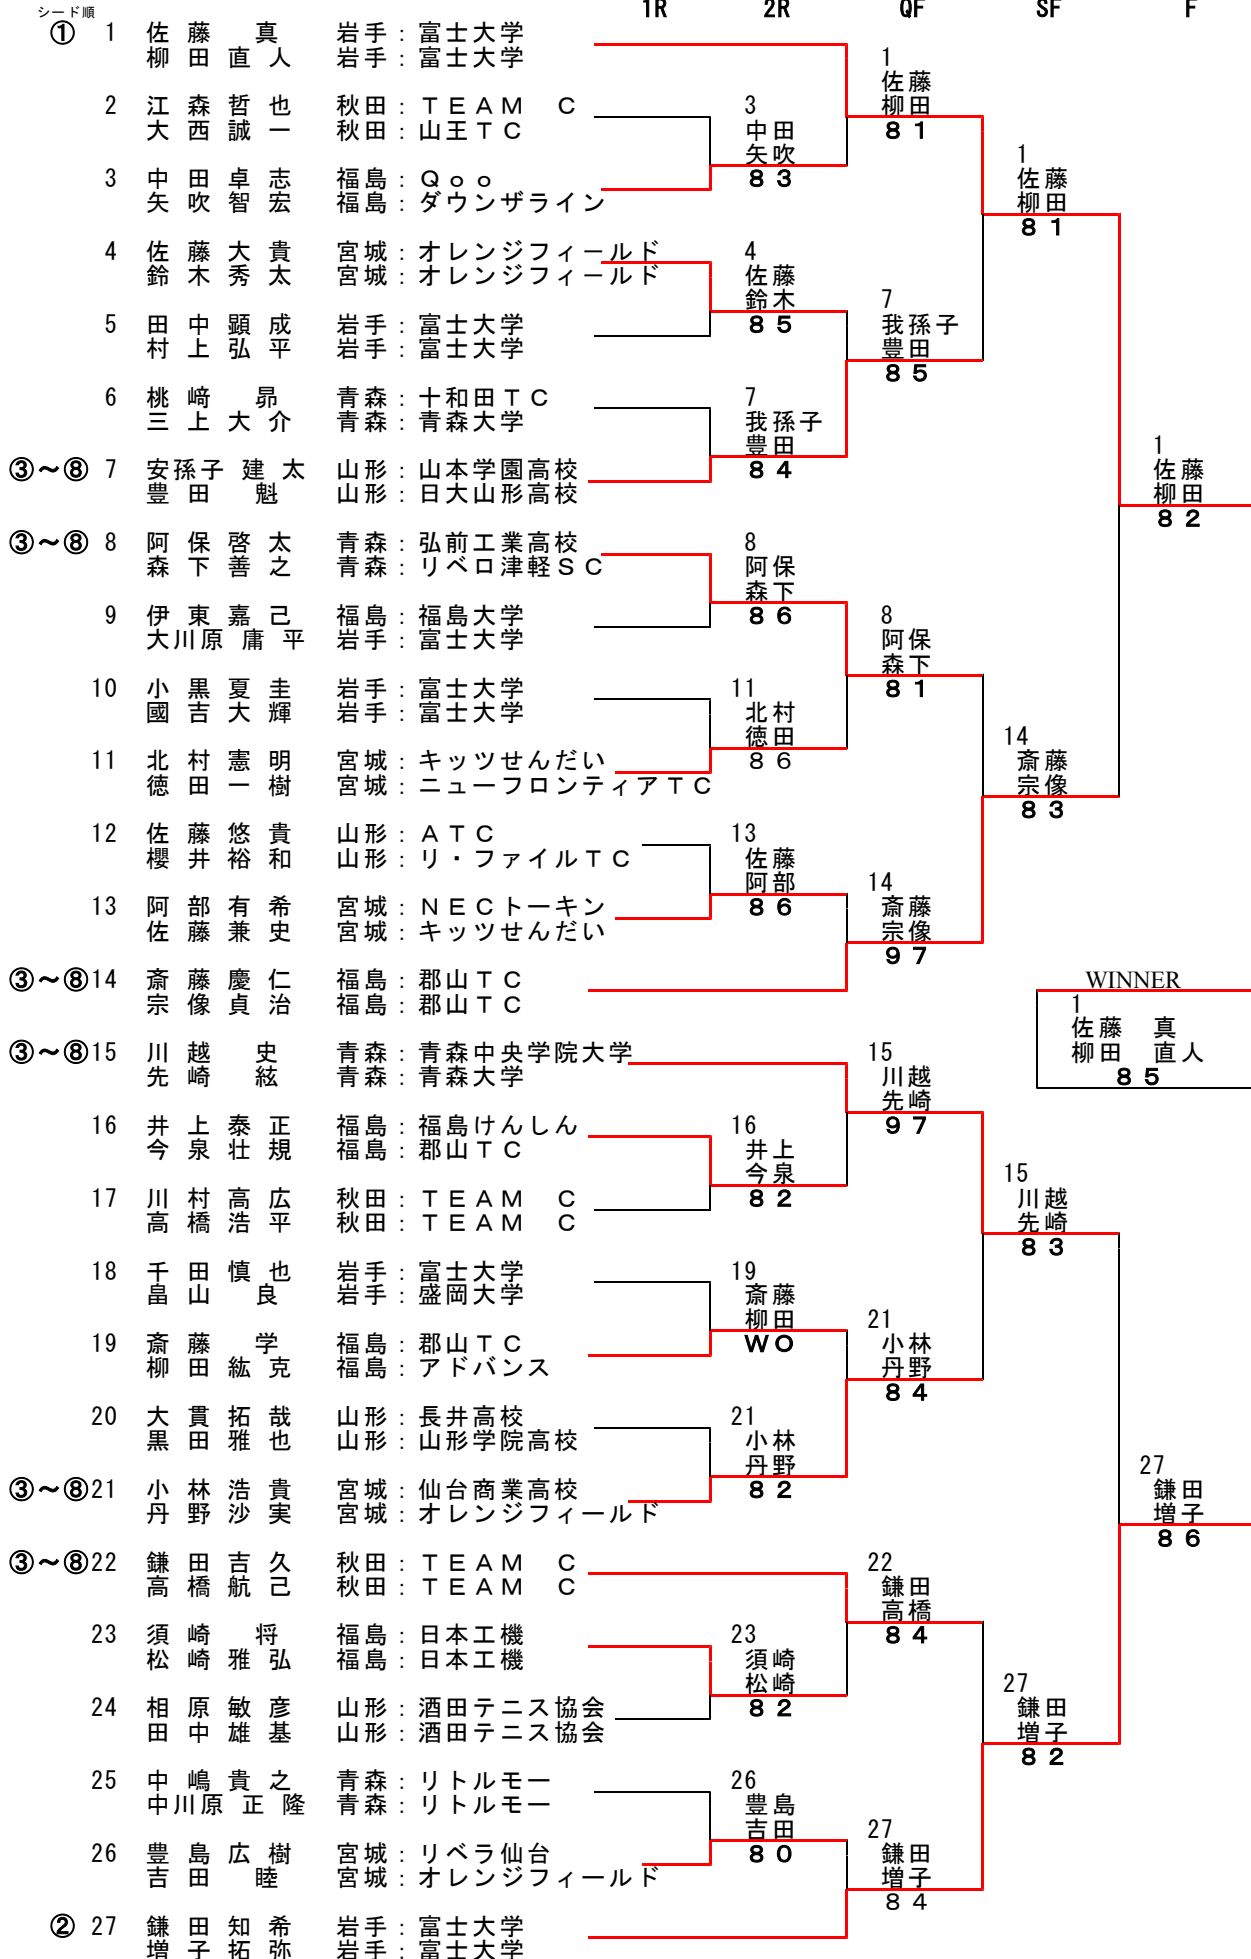 シード順 1R 2R QF SF F
① 1 佐藤 真 岩手：富士大学
柳田直人 岩手：富士大学
2 江森哲也 秋田：ＴＥＡＭ Ｃ
大西誠一 秋田：山王ＴＣ
3 中田卓志 福島：Ｑｏｏ
矢吹智宏 福島：ダウンザライン
4 佐藤大貴 宮城：オレンジフィールド
鈴木秀太 宮城：オレンジフィールド
5 田中顕成 岩手：富士大学
村上弘平 岩手：富士大学
6 桃﨑 昴 青森：十和田ＴＣ
三上大介 青森：青森大学
③～⑧ 7 安孫子 建太 山形：山本学園高校
豊田 魁 山形：日大山形高校
③～⑧ 8 阿保啓太 青森：弘前工業高校
森下善之 青森：リベロ津軽ＳＣ
9 伊東嘉己 福島：福島大学
大川原 庸平 岩手：富士大学
10 小黒夏圭 岩手：富士大学
國吉大輝 岩手：富士大学
11 北村憲明 宮城：キッツせんだい
徳田一樹 宮城：ニューフロンティアＴＣ
12 佐藤悠貴 山形：ＡＴＣ
櫻井裕和 山形：リ・ファイルＴＣ
13 阿部有希 宮城：ＮＥＣトーキン
佐藤兼史 宮城：キッツせんだい
③～⑧ 14 斎藤慶仁 福島：郡山ＴＣ
宗像貞治 福島：郡山ＴＣ
③～⑧ 15 川越 史 青森：青森中央学院大学
先崎 絃 青森：青森大学
16 井上泰正 福島：福島けんしん
今泉壮規 福島：郡山ＴＣ
17 川村高広 秋田：ＴＥＡＭ Ｃ
高橋浩平 秋田：ＴＥＡＭ Ｃ
18 千田慎也 岩手：富士大学
畠山 良 岩手：盛岡大学
19 斎藤 学 福島：郡山ＴＣ
柳田紘克 福島：アドバンス
20 大貫拓哉 山形：長井高校
黒田雅也 山形：山形学院高校
③～⑧ 21 小林浩貴 宮城：仙台商業高校
丹野沙実 宮城：オレンジフィールド
③～⑧ 22 鎌田吉久 秋田：ＴＥＡＭ Ｃ
高橋航己 秋田：ＴＥＡＭ Ｃ
23 須崎 将 福島：日本工機
松崎雅弘 福島：日本工機
24 相原敏彦 山形：酒田テニス協会
田中雄基 山形：酒田テニス協会
25 中嶋貴之 青森：リトルモー
中川原 正隆 青森：リトルモー
26 豊島広樹 宮城：リベラ仙台
吉田 睦 宮城：オレンジフィールド
② 27 鎌田知希 岩手：富士大学
増子拓弥 岩手：富士大学
3
中田
矢吹
８３
4
佐藤
鈴木
８５
7
我孫子
豊田
８４
8
阿保
森下
８６
11
北村
徳田
８６
13
佐藤
阿部
８６
16
井上
今泉
８２
19
斎藤
柳田
ＷＯ
21
小林
丹野
８２
23
須崎
松崎
８２
26
豊島
吉田
８０
1
佐藤
柳田
８１
7
我孫子
豊田
８５
8
阿保
森下
８１
14
斎藤
宗像
９７
15
川越
先崎
９７
21
小林
丹野
８４
22
鎌田
高橋
８４
27
鎌田
増子
８４
1
佐藤
柳田
８１
14
斎藤
宗像
８３
15
川越
先崎
８３
27
鎌田
増子
８２
1
佐藤
柳田
８２
27
鎌田
増子
８６
WINNER
1
佐藤 真
柳田 直人
８５